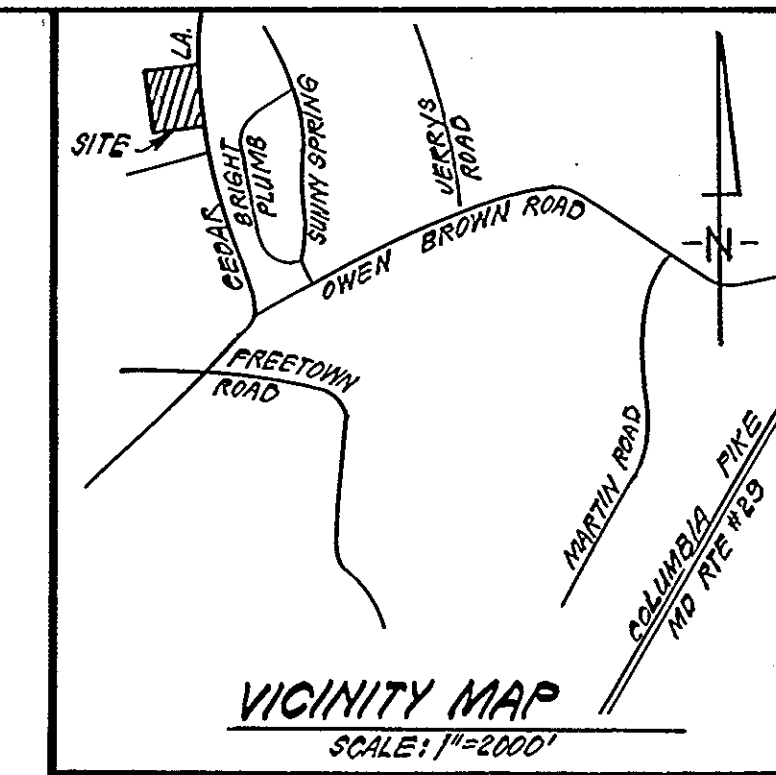 LA.
SITE
CEDAR
BRIGHT
PLUMB
SUNNY SPRING
JERRYS
ROAD
OWEN BROWN ROAD
-N-
FREETOWN
ROAD
MARTIN ROAD
COLUMBIA PIKE
MD RTE #29
VICINITY MAP
SCALE: 1"=2000'